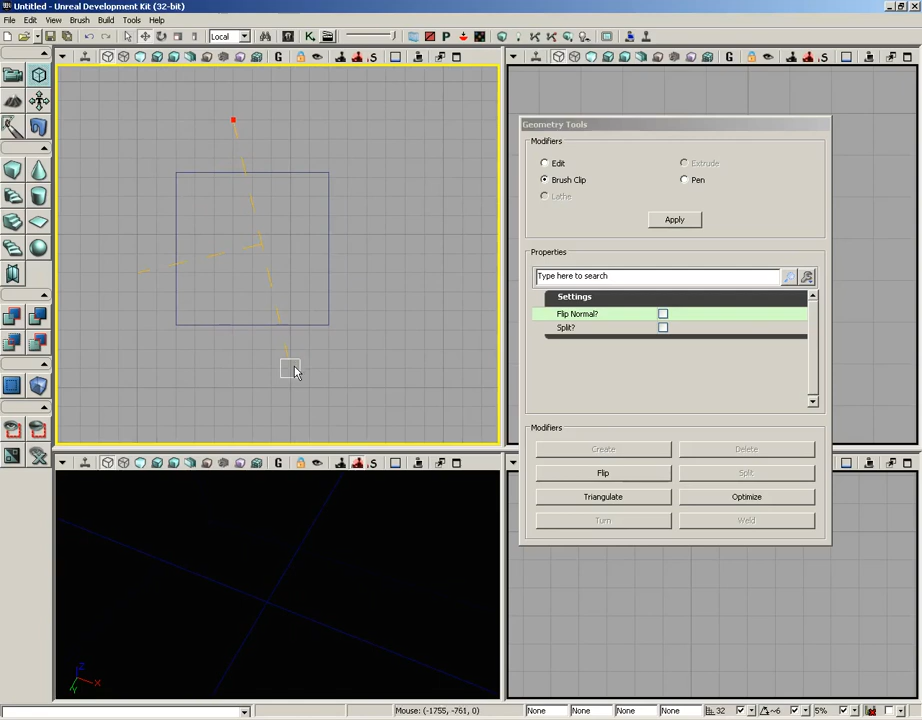 Untitled - Unreal Development Kit (32-bit)
File Edit View Brush Build Tools Help
Local
G
S
G
S
Geometry Tools
Modifiers
Edit
Extrude
Brush Clip
Pen
Lathe
Apply
Properties
Type here to search
Settings
Flip Normal?
Split?
Modifiers
Create
Delete
Flip
Split
Triangulate
Optimize
Turn
Weld
G
S
G
S
Z
X
Y
Mouse: (-1755, -761, 0)
None
None
None
None
32
~6
5%